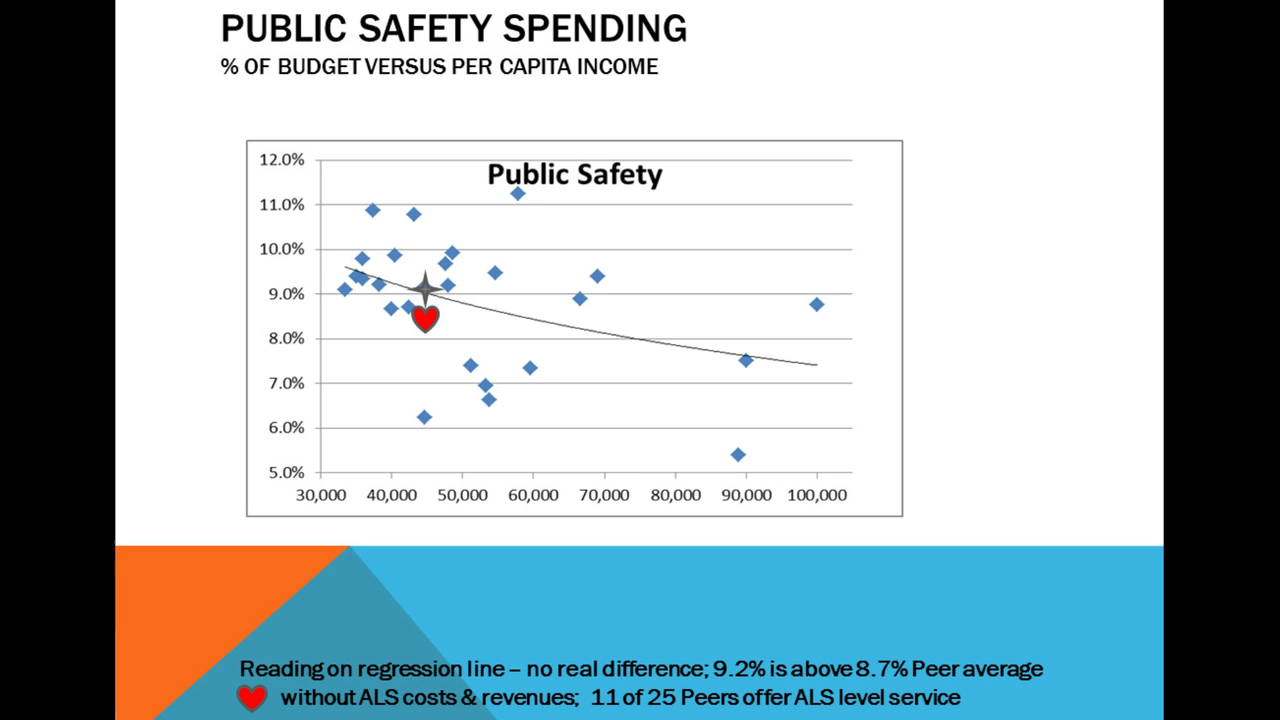 PUBLIC SAFETY SPENDING
% OF BUDGET VERSUS PER CAPITA INCOME
Public Safety
12.0%
11.0%
10.0%
9.0%
8.0%
7.0%
6.0%
5.0%
30,000 40,000 50,000 60,000 70,000 80,000 90,000 100,000
Reading on regression line – no real difference; 9.2% is above 8.7% Peer average
without ALS costs & revenues; 11 of 25 Peers offer ALS level service